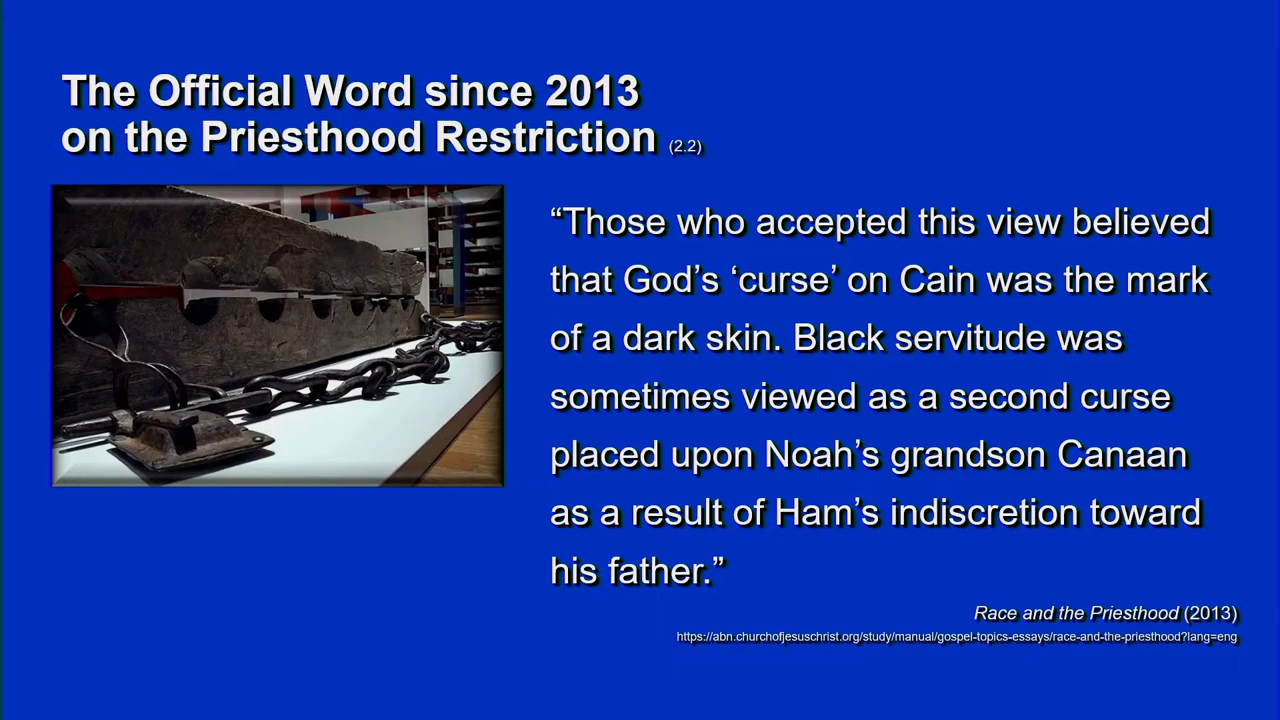 The Official Word since 2013
on the Priesthood Restriction (2.2)
“Those who accepted this view believed
that God’s ‘curse’ on Cain was the mark
of a dark skin. Black servitude was
sometimes viewed as a second curse
placed upon Noah’s grandson Canaan
as a result of Ham’s indiscretion toward
his father.”
Race and the Priesthood (2013)
https://abn.churchofjesuschrist.org/study/manual/gospel-topics-essays/race-and-the-priesthood?lang=eng